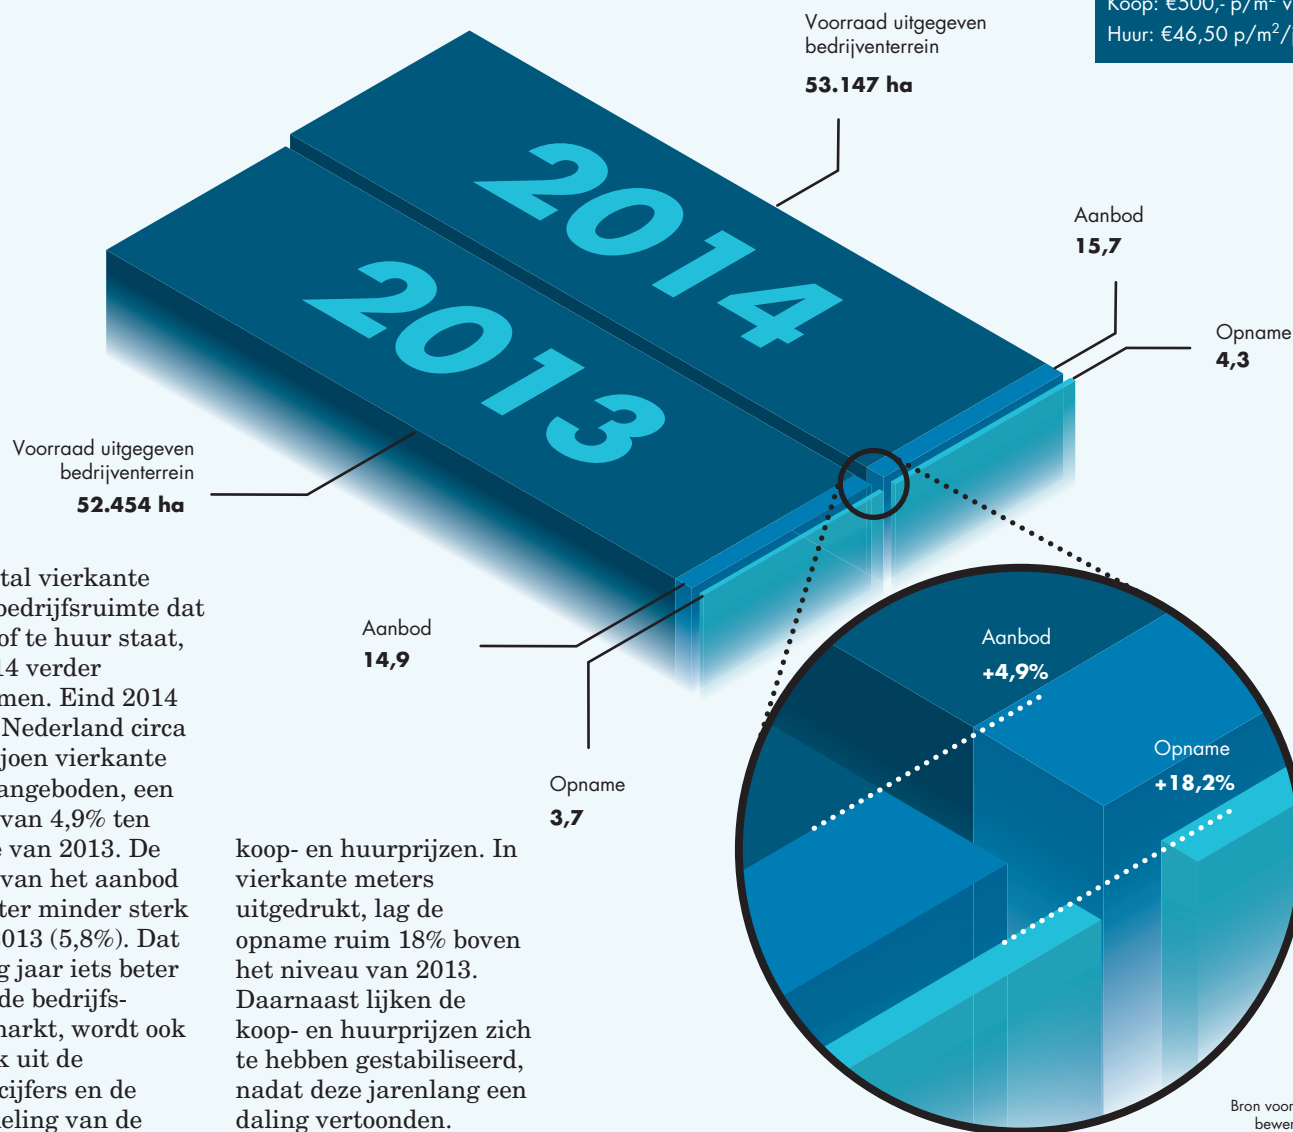 Koop: €500,- p/m² v
Huur: €46,50 p/m²/
Voorraad uitgegeven
bedrijventerrein
53.147 ha
2014
Aanbod
15,7
Opname
4,3
2013
Voorraad uitgegeven
bedrijventerrein
52.454 ha
Aanbod
14,9
Opname
3,7
Aanbod
+4,9%
Opname
+18,2%
tal vierkante
bedrijfsruimte dat
of te huur staat,
14 verder
men. Eind 2014
Nederland circa
joen vierkante
angeboden, een
van 4,9% ten
e van 2013. De
van het aanbod
ter minder sterk
2013 (5,8%). Dat
g jaar iets beter
de bedrijfs-
markt, wordt ook
k uit de
cijfers en de
eling van de
koop- en huurprijzen. In
vierkante meters
uitgedrukt, lag de
opname ruim 18% boven
het niveau van 2013.
Daarnaast lijken de
koop- en huurprijzen zich
te hebben gestabiliseerd,
nadat deze jarenlang een
daling vertoonden.
Bron voor
bewer